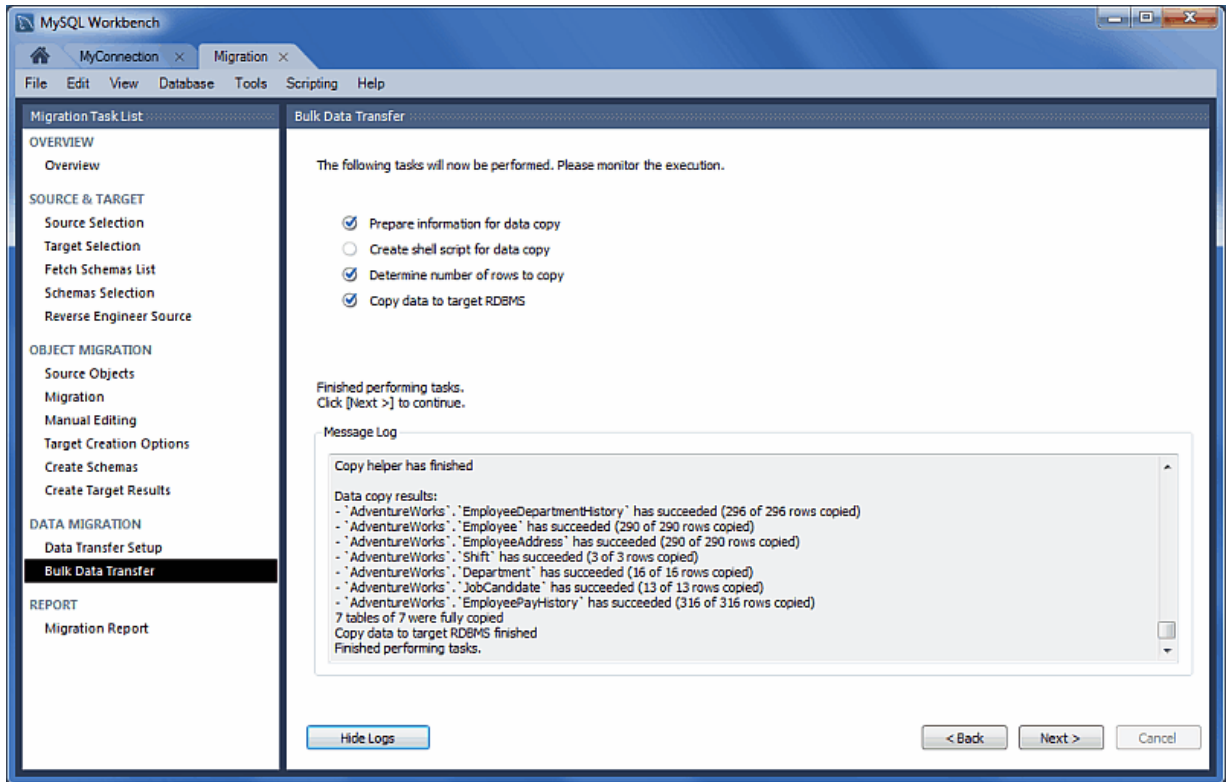 MySQL Workbench
MyConnection
Migration
File Edit View Database Tools Scripting Help
Migration Task List
OVERVIEW
Overview
SOURCE & TARGET
Source Selection
Target Selection
Fetch Schemas List
Schemas Selection
Reverse Engineer Source
OBJECT MIGRATION
Source Objects
Migration
Manual Editing
Target Creation Options
Create Schemas
Create Target Results
DATA MIGRATION
Data Transfer Setup
Bulk Data Transfer
REPORT
Migration Report
Bulk Data Transfer
The following tasks will now be performed. Please monitor the execution.
Prepare information for data copy
Create shell script for data copy
Determine number of rows to copy
Copy data to target RDBMS
Finished performing tasks.
Click [Next >] to continue.
Message Log
Copy helper has finished
Data copy results:
- `AdventureWorks`.`EmployeeDepartmentHistory` has succeeded (296 of 296 rows copied)
- `AdventureWorks`.`Employee` has succeeded (290 of 290 rows copied)
- `AdventureWorks`.`EmployeeAddress` has succeeded (290 of 290 rows copied)
- `AdventureWorks`.`Shift` has succeeded (3 of 3 rows copied)
- `AdventureWorks`.`Department` has succeeded (16 of 16 rows copied)
- `AdventureWorks`.`JobCandidate` has succeeded (13 of 13 rows copied)
- `AdventureWorks`.`EmployeePayHistory` has succeeded (316 of 316 rows copied)
7 tables of 7 were fully copied
Copy data to target RDBMS finished
Finished performing tasks.
Hide Logs
< Back
Next >
Cancel